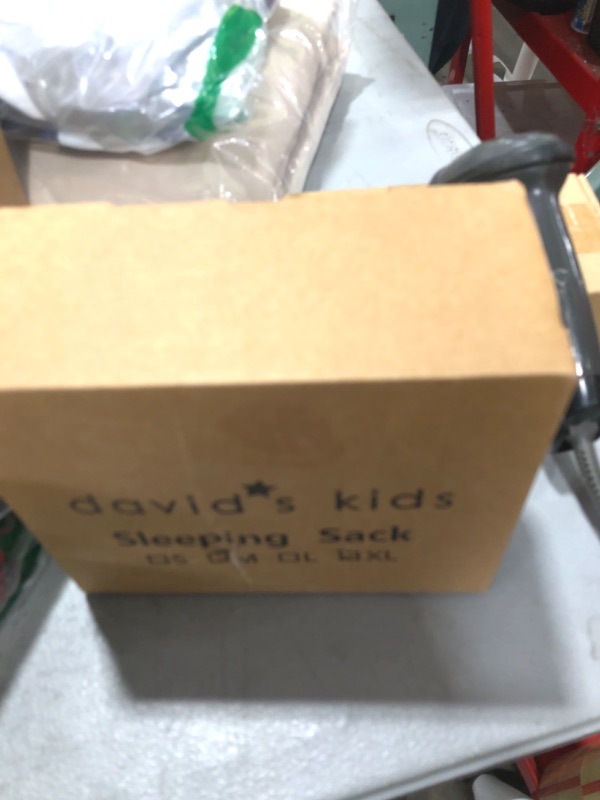 david's kids
Sleeping Sack
☐S ☑M ☐L ☑XL